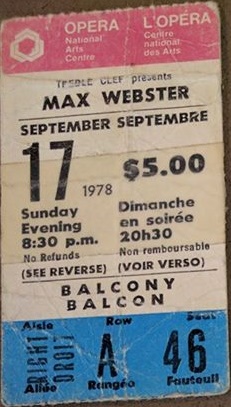 OPERA L'OPÉRA
National Arts Centre
Centre national des Arts
TREBLE CLEF presents
MAX WEBSTER
SEPTEMBER SEPTEMBRE
17 1978 $5.00
Sunday Dimanche
Evening en soirée
8:30 p.m. 20h30
No Refunds Non remboursable
(SEE REVERSE) (VOIR VERSO)
BALCONY
BALCON
Aisle Row Seat
RIGHT DROIT A 46
Allée Rangée Fauteuil